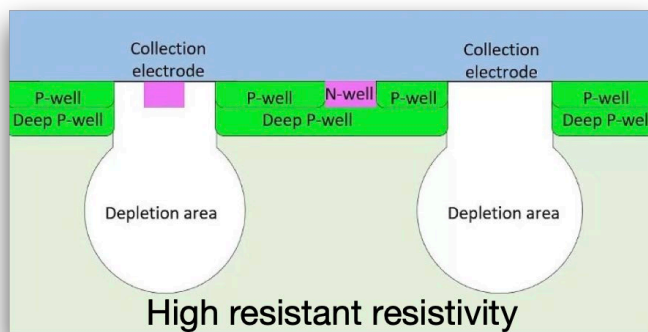 Collection
electrode
Collection
electrode
P-well
P-well
N-well
P-well
P-well
Deep P-well
Deep P-well
Deep P-well
Depletion area
Depletion area
High resistant resistivity